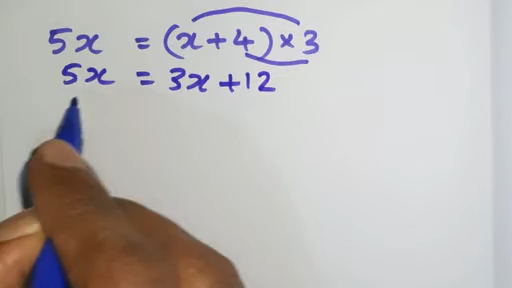 5x = (x+4)×3
5x = 3x+12